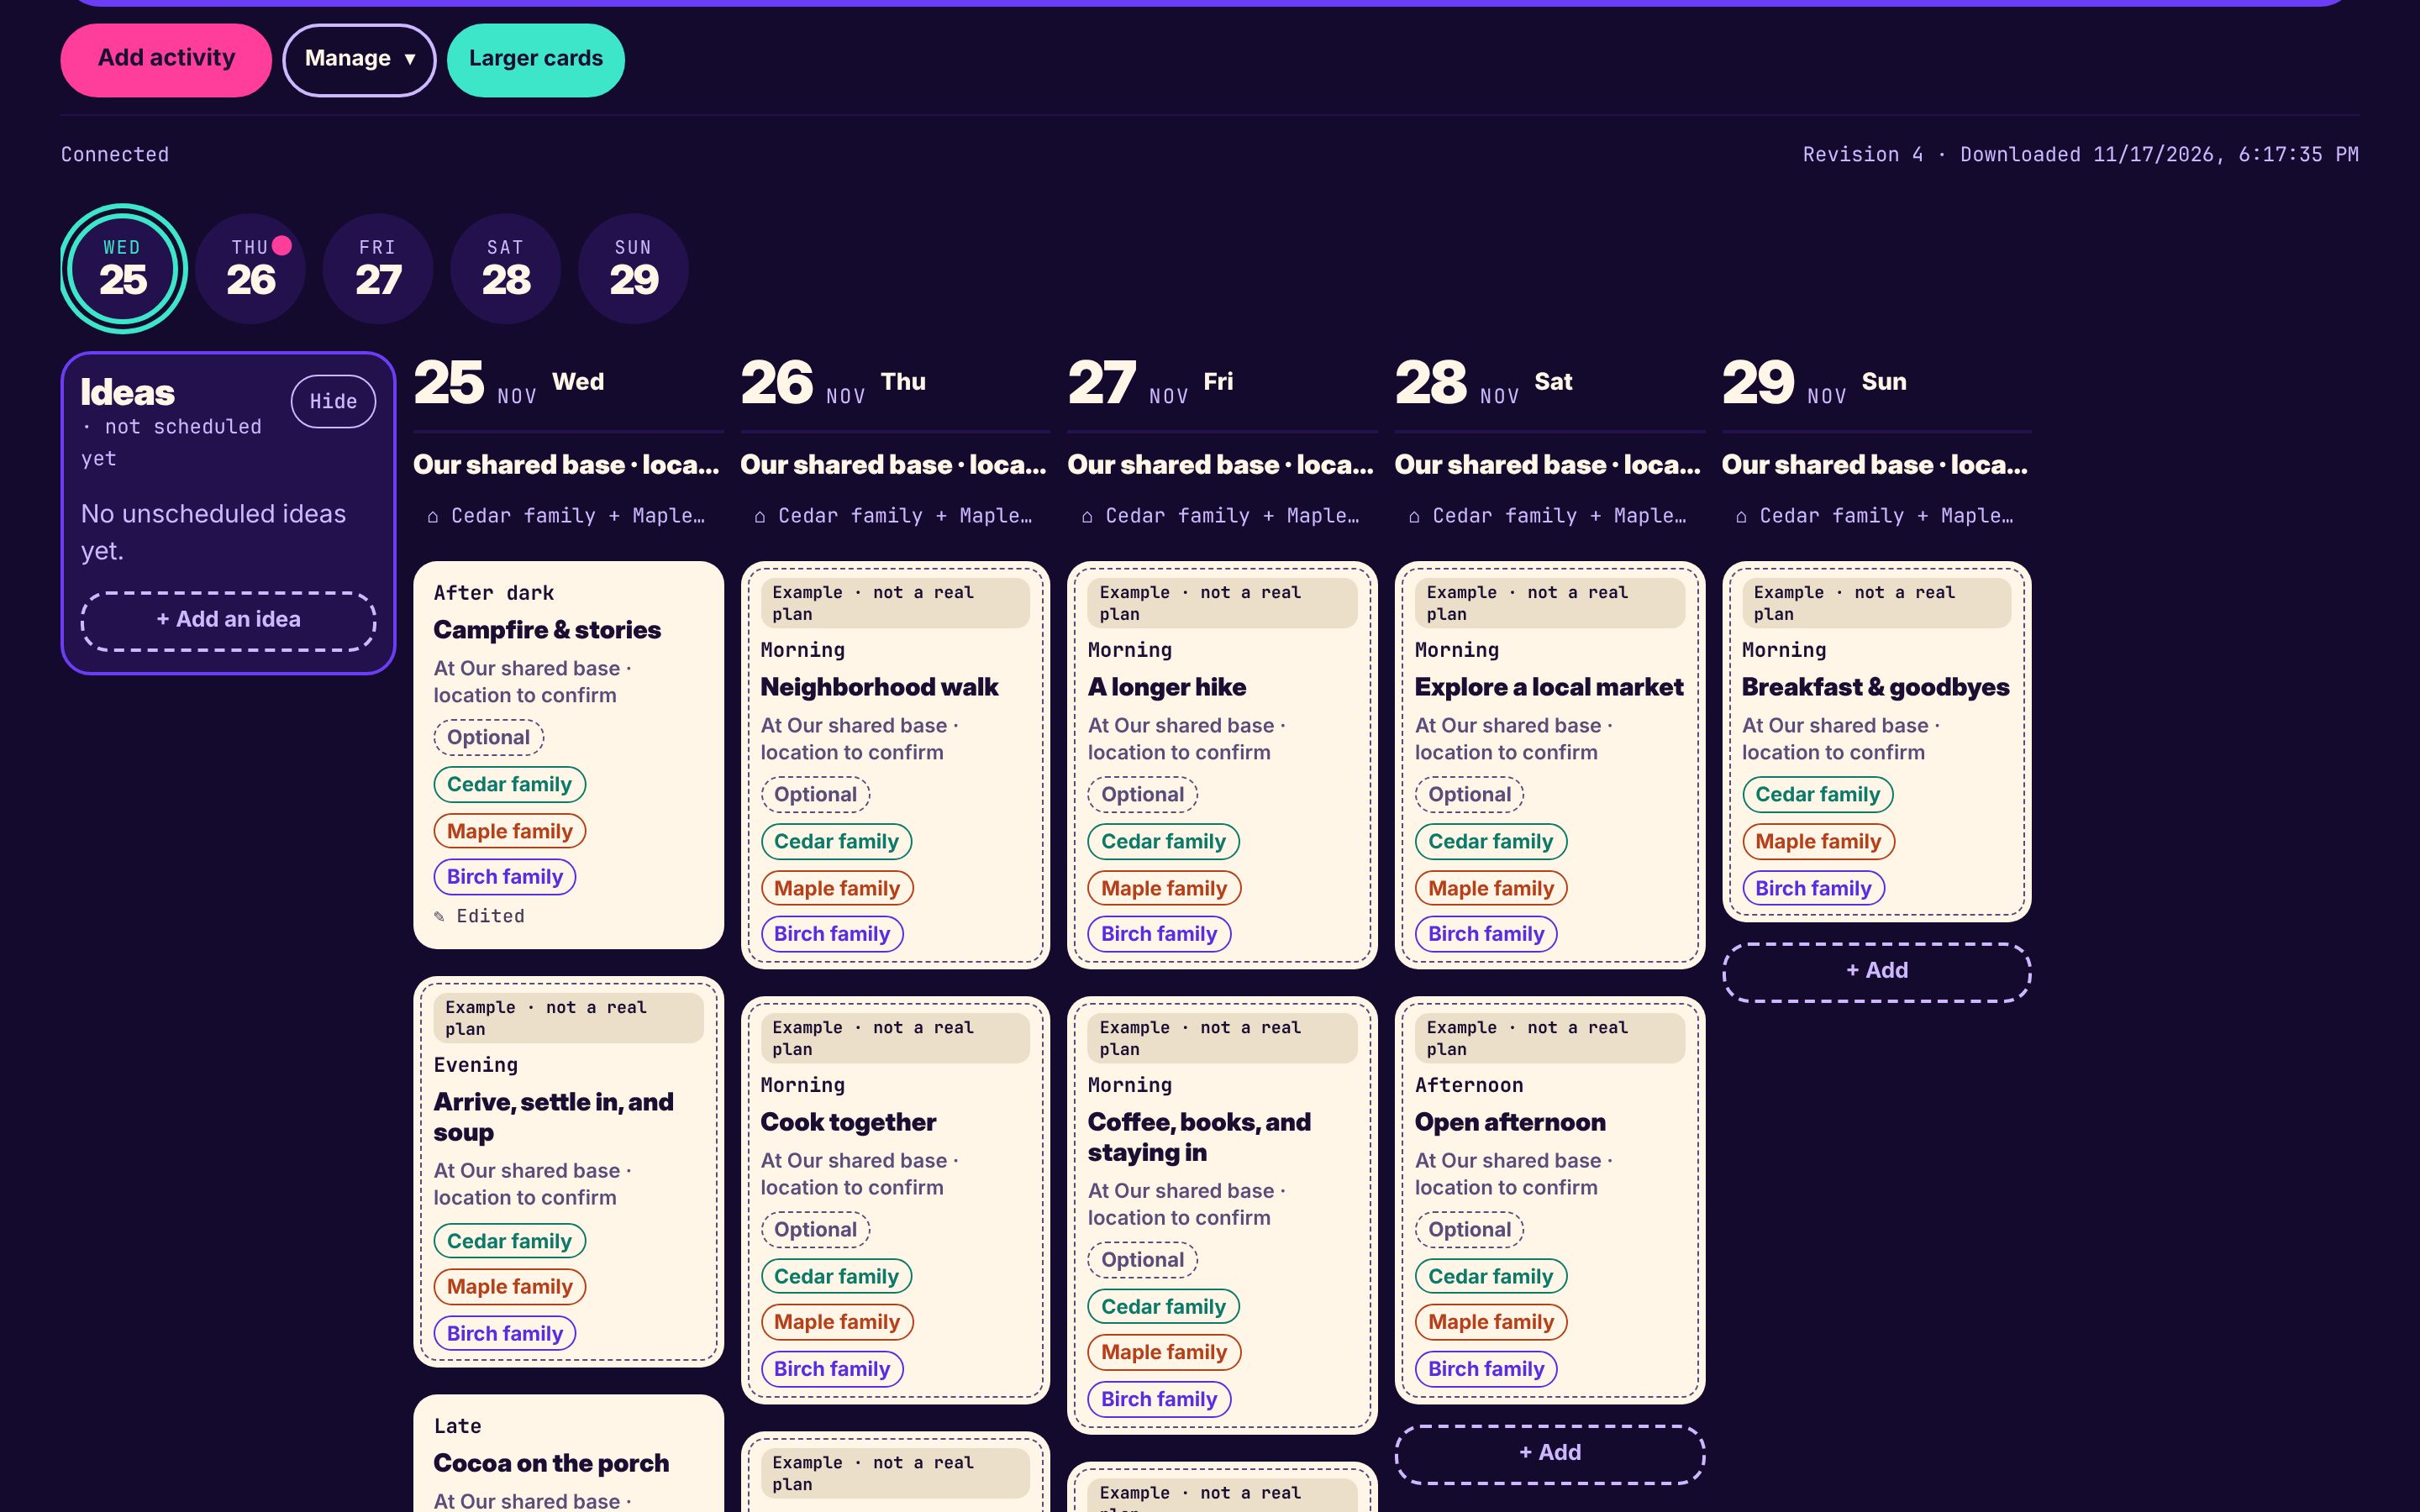 Add activity
Manage ▾
Larger cards
Connected
Revision 4 · Downloaded 11/17/2026, 6:17:35 PM
WED
25
THU
26
FRI
27
SAT
28
SUN
29
Ideas
· not scheduled
yet
Hide
No unscheduled ideas
yet.
+ Add an idea
25 NOV Wed
Our shared base · loca…
⌂ Cedar family + Maple…
After dark
Campfire & stories
At Our shared base ·
location to confirm
Optional
Cedar family
Maple family
Birch family
✎ Edited
Example · not a real
plan
Evening
Arrive, settle in, and
soup
At Our shared base ·
location to confirm
Cedar family
Maple family
Birch family
Late
Cocoa on the porch
At Our shared base ·
26 NOV Thu
Our shared base · loca…
⌂ Cedar family + Maple…
Example · not a real
plan
Morning
Neighborhood walk
At Our shared base ·
location to confirm
Optional
Cedar family
Maple family
Birch family
Example · not a real
plan
Morning
Cook together
At Our shared base ·
location to confirm
Optional
Cedar family
Maple family
Birch family
Example · not a real
plan
27 NOV Fri
Our shared base · loca…
⌂ Cedar family + Maple…
Example · not a real
plan
Morning
A longer hike
At Our shared base ·
location to confirm
Optional
Cedar family
Maple family
Birch family
Example · not a real
plan
Morning
Coffee, books, and
staying in
At Our shared base ·
location to confirm
Optional
Cedar family
Maple family
Birch family
Example · not a real
28 NOV Sat
Our shared base · loca…
⌂ Cedar family + Maple…
Example · not a real
plan
Morning
Explore a local market
At Our shared base ·
location to confirm
Optional
Cedar family
Maple family
Birch family
Example · not a real
plan
Afternoon
Open afternoon
At Our shared base ·
location to confirm
Optional
Cedar family
Maple family
Birch family
+ Add
29 NOV Sun
Our shared base · loca…
⌂ Cedar family + Maple…
Example · not a real
plan
Morning
Breakfast & goodbyes
At Our shared base ·
location to confirm
Cedar family
Maple family
Birch family
+ Add